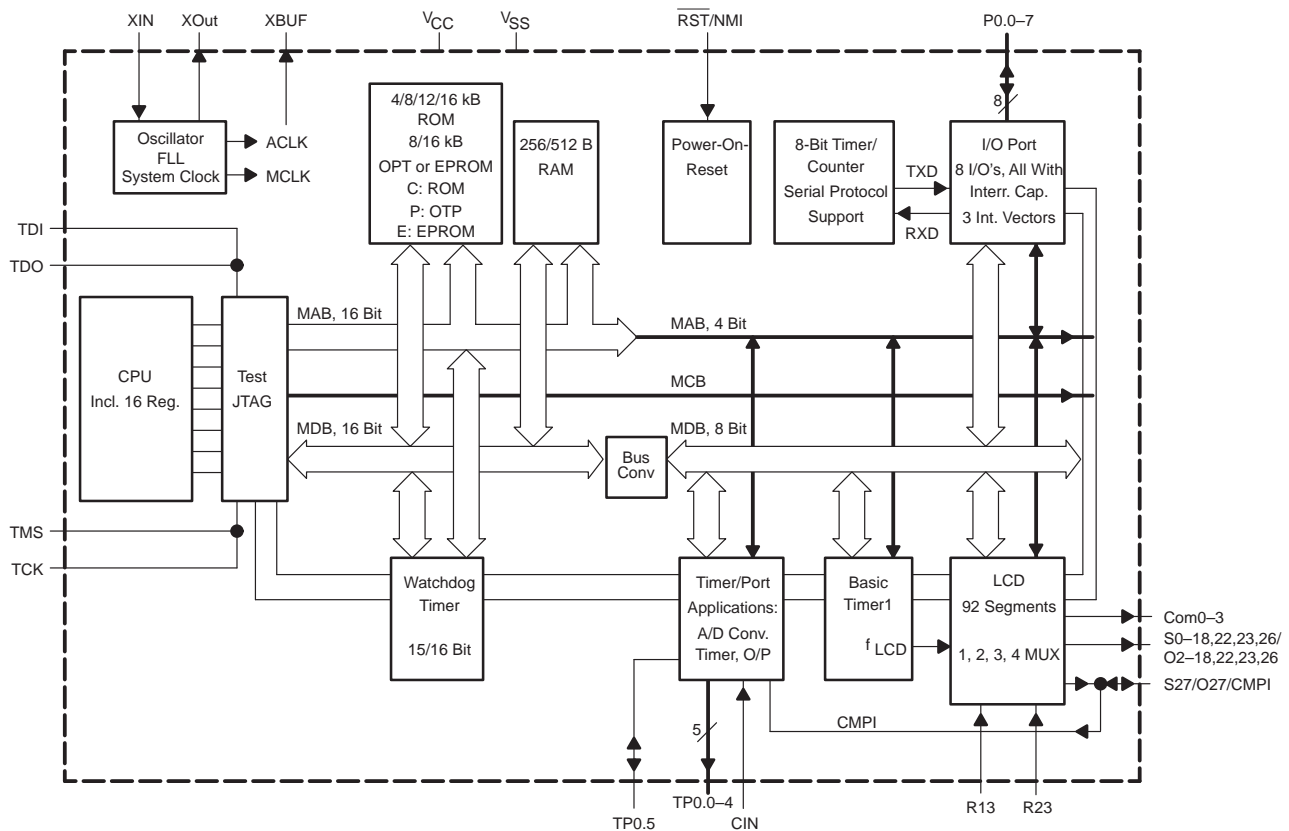 XIN
XOut
XBUF
VCC
VSS
RST/NMI
P0.0–7
8
Oscillator
FLL
System Clock
ACLK
MCLK
4/8/12/16 kB
ROM
8/16 kB
OPT or EPROM
C: ROM
P: OTP
E: EPROM
256/512 B
RAM
Power-On-
Reset
8-Bit Timer/
Counter
Serial Protocol
Support
TXD
RXD
I/O Port
8 I/O's, All With
Interr. Cap.
3 Int. Vectors
TDI
TDO
CPU
Incl. 16 Reg.
Test
JTAG
MAB, 16 Bit
MAB, 4 Bit
MCB
MDB, 16 Bit
Bus
Conv
MDB, 8 Bit
TMS
TCK
Watchdog
Timer
15/16 Bit
Timer/Port
Applications:
A/D Conv.
Timer, O/P
Basic
Timer1
f LCD
LCD
92 Segments
1, 2, 3, 4 MUX
Com0–3
S0–18,22,23,26/
O2–18,22,23,26
S27/O27/CMPI
CMPI
5
TP0.5
TP0.0–4
CIN
R13
R23